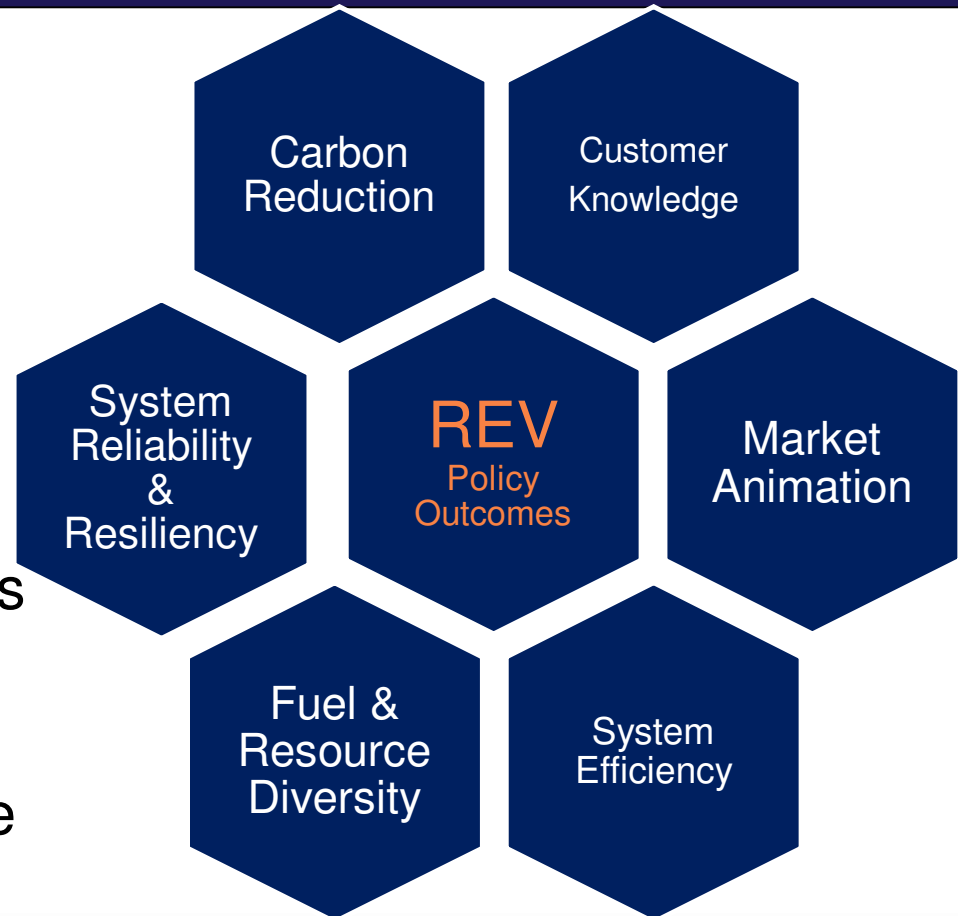 Carbon
Reduction
Customer
Knowledge
System
Reliability
&
Resiliency
REV
Policy
Outcomes
Market
Animation
s
Fuel &
Resource
Diversity
System
Efficiency
e